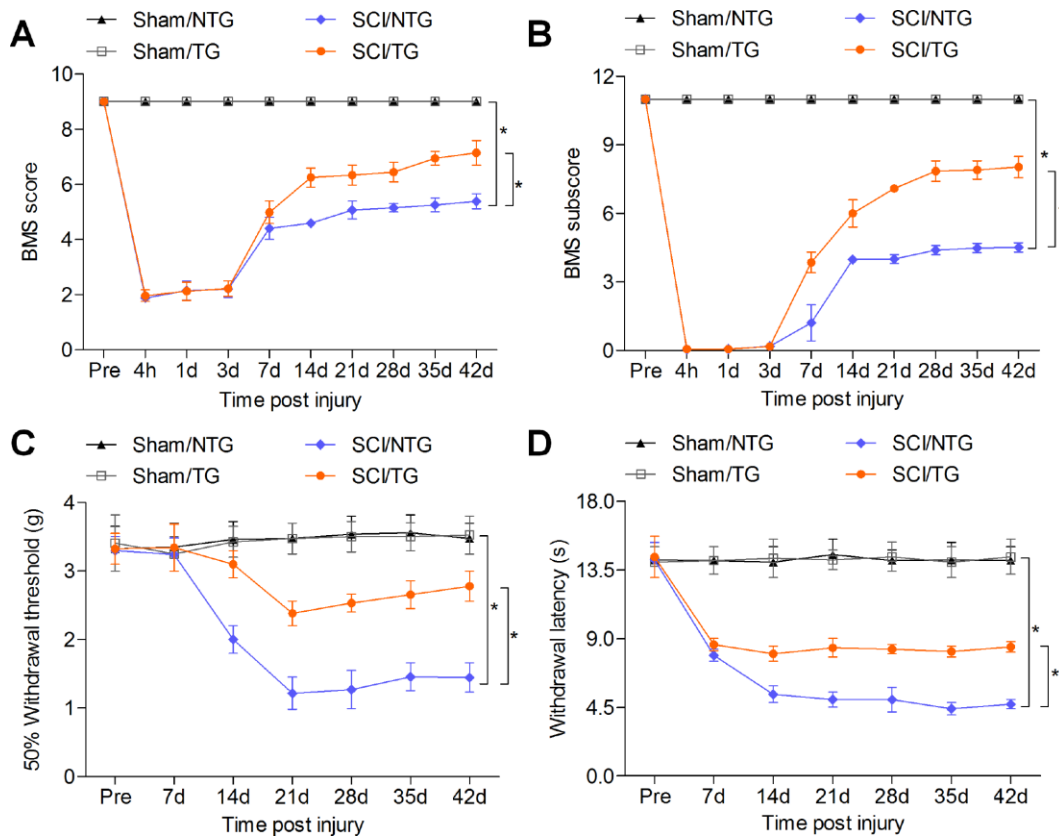 A
Sham/NTG SCI/NTG
Sham/TG SCI/TG
BMS score
10
8
6
4
2
0
*
*
Pre 4h 1d 3d 7d 14d 21d 28d 35d 42d
Time post injury
B
Sham/NTG SCI/NTG
Sham/TG SCI/TG
BMS subscore
12
9
6
3
0
*
Pre 4h 1d 3d 7d 14d 21d 28d 35d 42d
Time post injury
C
Sham/NTG SCI/NTG
Sham/TG SCI/TG
50% Withdrawal threshold (g)
4
3
2
1
0
*
*
Pre 7d 14d 21d 28d 35d 42d
Time post injury
D
Sham/NTG SCI/NTG
Sham/TG SCI/TG
Withdrawal latency (s)
18.0
13.5
9.0
4.5
0.0
*
*
Pre 7d 14d 21d 28d 35d 42d
Time post injury